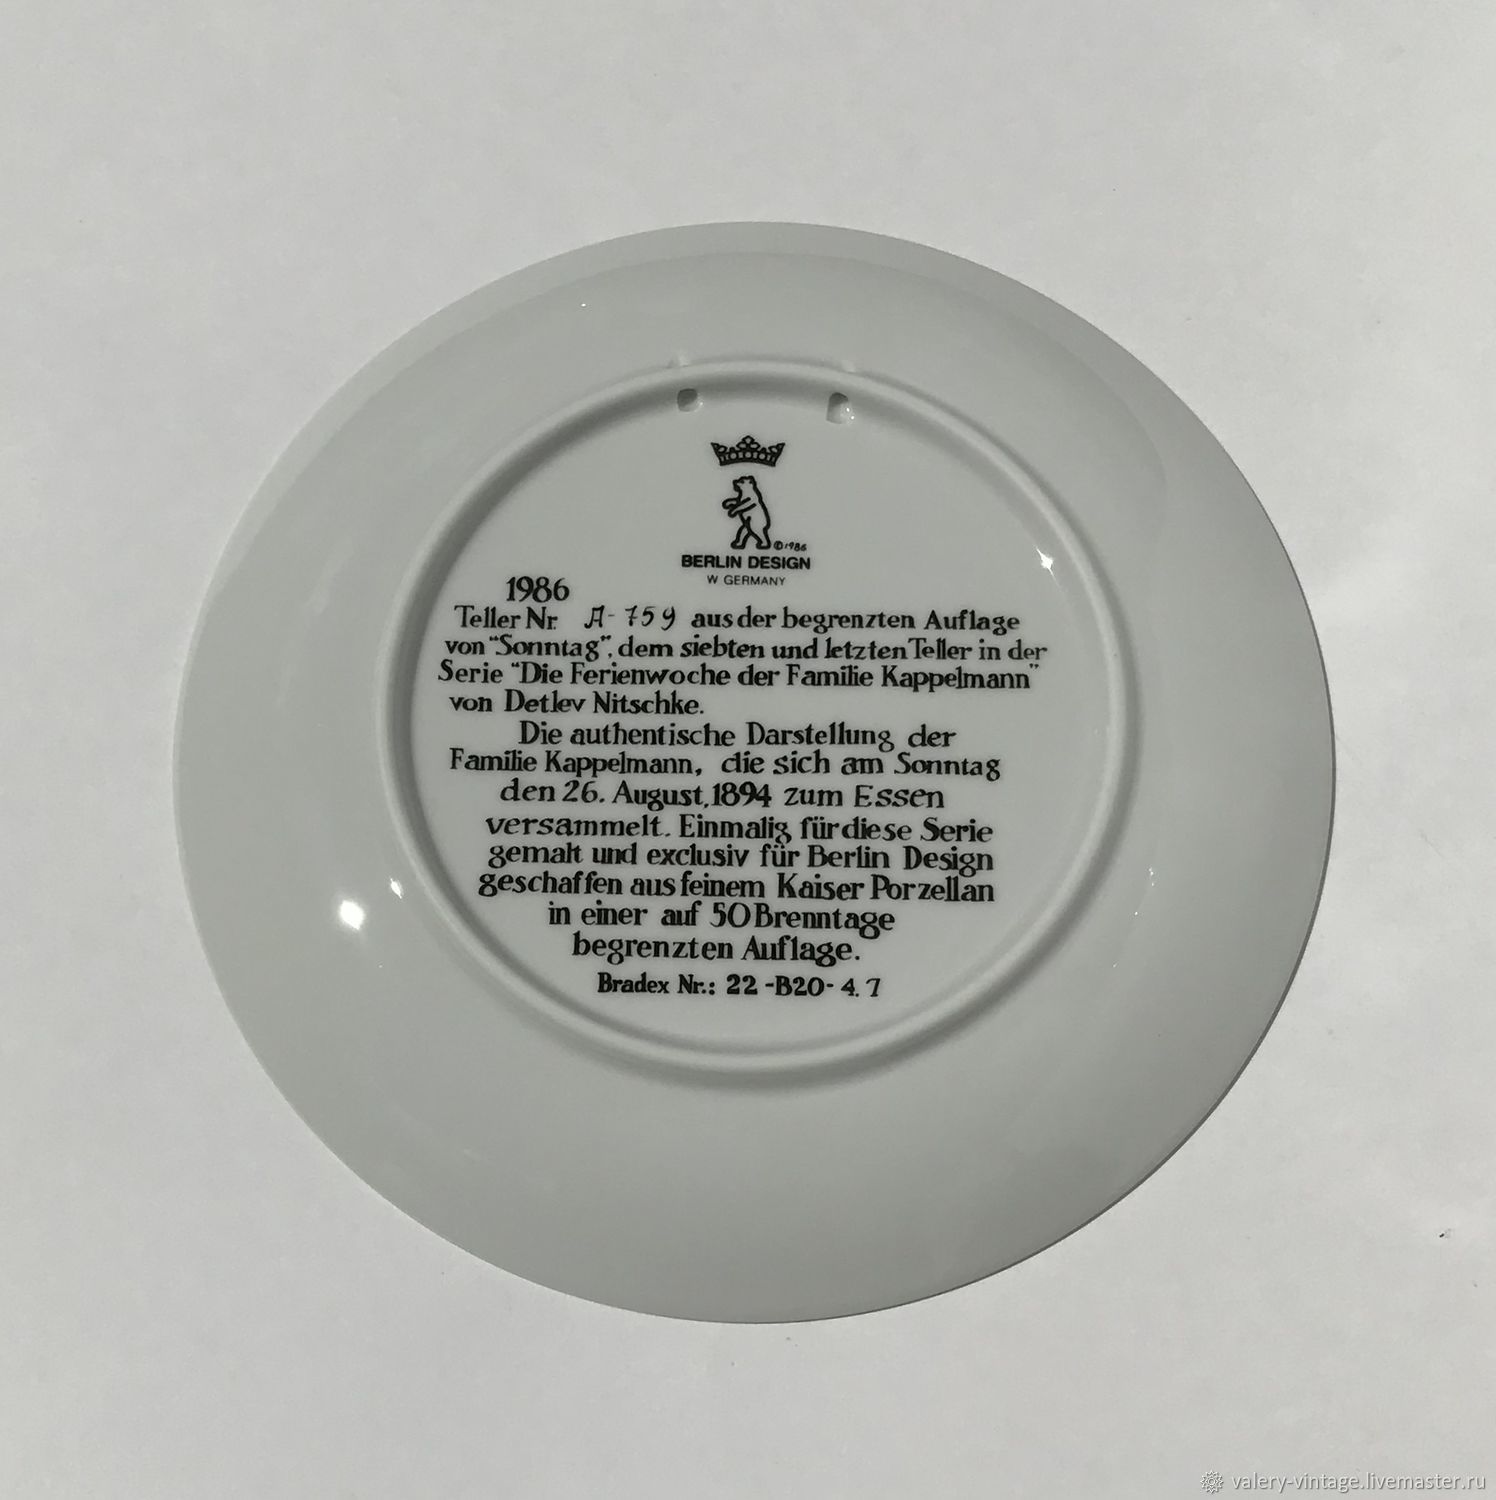 ©1986
BERLIN DESIGN
W GERMANY
1986
Teller Nr. A-759 aus der begrenzten Auflage
von "Sonntag", dem siebten und letzten Teller in der
Serie "Die Ferienwoche der Familie Kappelmann"
von Detlev Nitschke.
Die authentische Darstellung der
Familie Kappelmann, die sich am Sonntag
den 26. August, 1894 zum Essen
versammelt. Einmalig für diese Serie
gemalt und exclusiv für Berlin Design
geschaffen aus feinem Kaiser Porzellan
in einer auf 50 Brenntage
begrenzten Auflage.
Bradex Nr.: 22-B20-4.7
valery-vintage.livemaster.ru